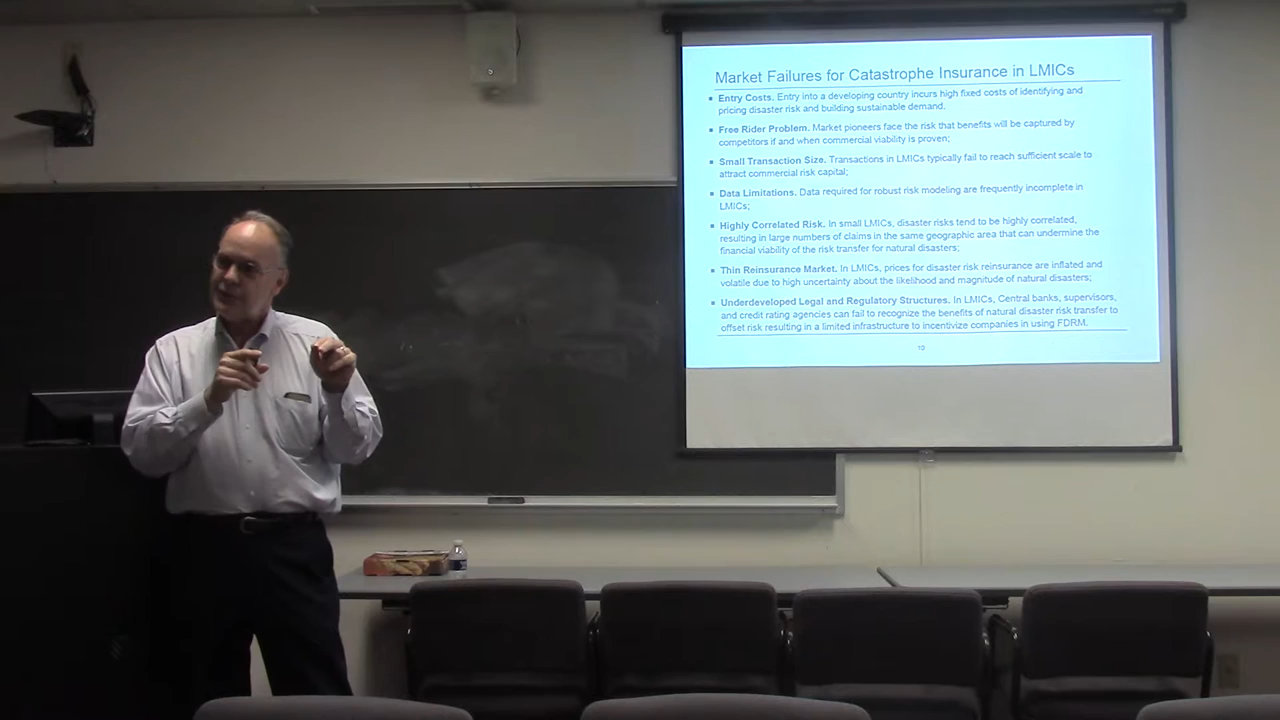 Market Failures for Catastrophe Insurance in LMICs
▪ Entry Costs. Entry into a developing country incurs high fixed costs of identifying and
pricing disaster risk and building sustainable demand.
▪ Free Rider Problem. Market pioneers face the risk that benefits will be captured by
competitors if and when commercial viability is proven;
▪ Small Transaction Size. Transactions in LMICs typically fail to reach sufficient scale to
attract commercial risk capital;
▪ Data Limitations. Data required for robust risk modeling are frequently incomplete in
LMICs;
▪ Highly Correlated Risk. In small LMICs, disaster risks tend to be highly correlated,
resulting in large numbers of claims in the same geographic area that can undermine the
financial viability of the risk transfer for natural disasters;
▪ Thin Reinsurance Market. In LMICs, prices for disaster risk reinsurance are inflated and
volatile due to high uncertainty about the likelihood and magnitude of natural disasters;
▪ Underdeveloped Legal and Regulatory Structures. In LMICs, Central banks, supervisors,
and credit rating agencies can fail to recognize the benefits of natural disaster risk transfer to
offset risk resulting in a limited infrastructure to incentivize companies in using FDRM.